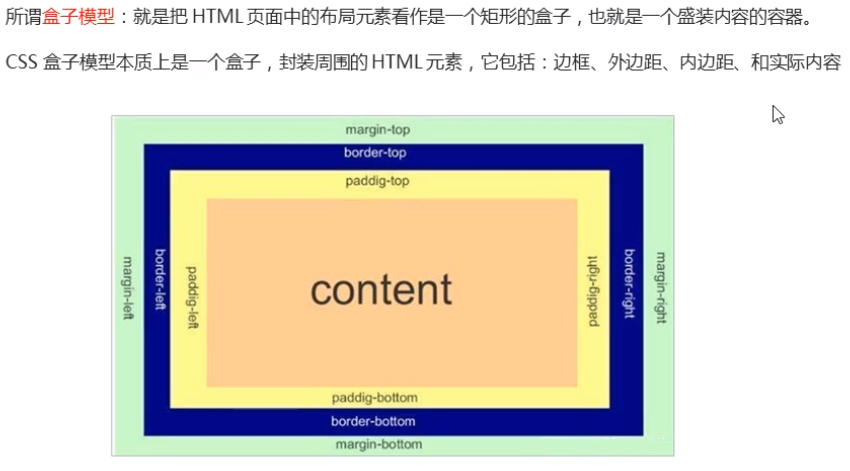 所谓盒子模型：就是把 HTML 页面中的布局元素看作是一个矩形的盒子，也就是一个盛装内容的容器。
CSS 盒子模型本质上是一个盒子，封装周围的 HTML 元素，它包括：边框、外边距、内边距、和实际内容
margin-top
border-top
paddig-top
margin-left
border-left
paddig-left
content
paddig-right
border-right
margin-right
paddig-bottom
border-bottom
margin-bottom